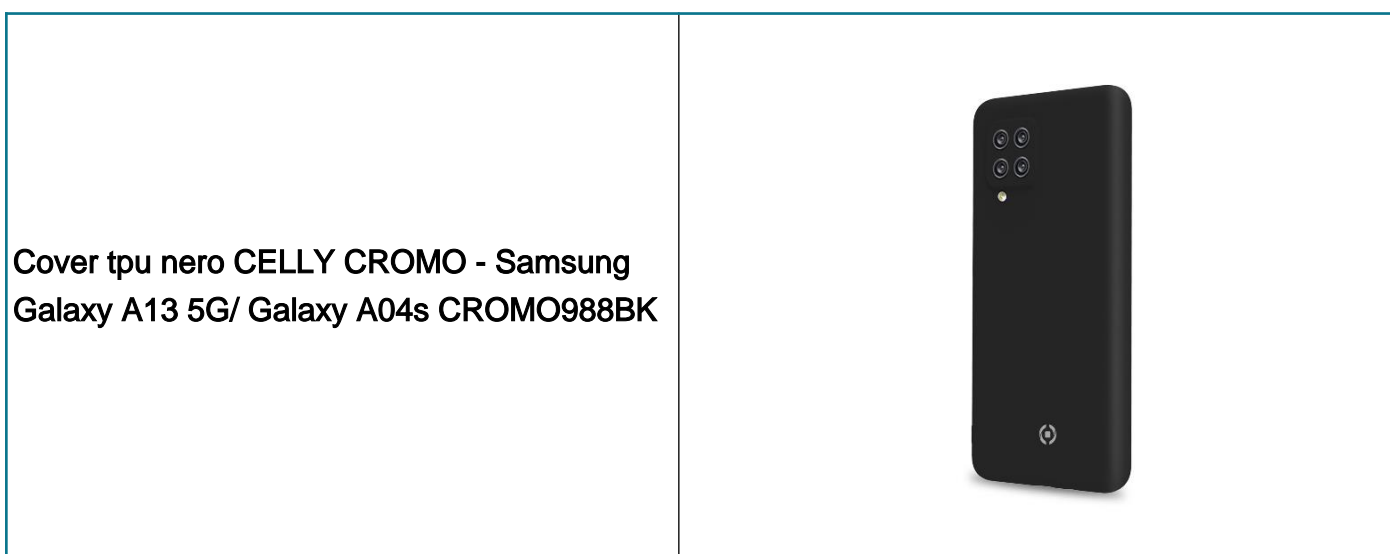 Cover tpu nero CELLY CROMO - Samsung
Galaxy A13 5G/ Galaxy A04s CROMO988BK